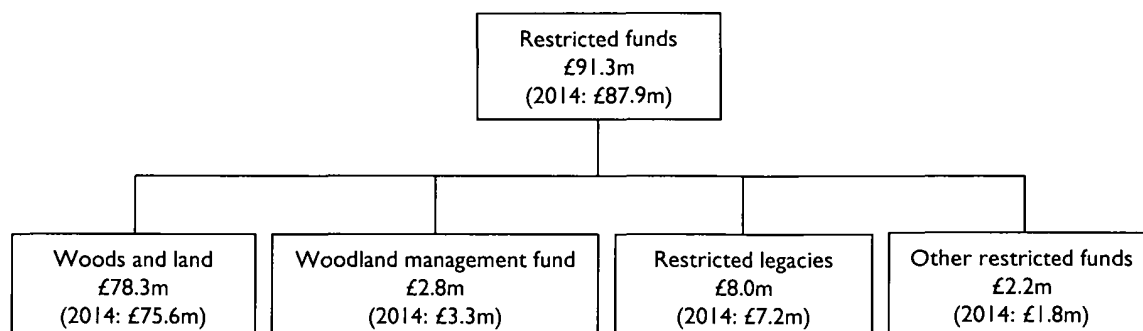 Restricted funds
£91.3m
(2014: £87.9m)
Woods and land
£78.3m
(2014: £75.6m)
Woodland management fund
£2.8m
(2014: £3.3m)
Restricted legacies
£8.0m
(2014: £7.2m)
Other restricted funds
£2.2m
(2014: £1.8m)